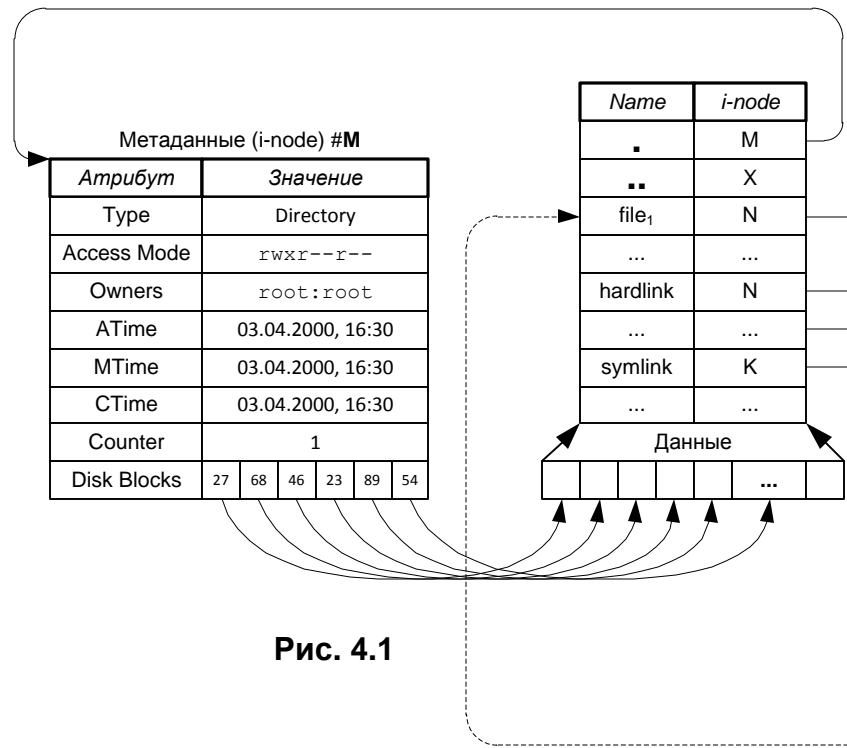 Метаданные (i-node) #M
Атрибут Значение
Type Directory
Access Mode rwxr--r--
Owners root:root
ATime 03.04.2000, 16:30
MTime 03.04.2000, 16:30
CTime 03.04.2000, 16:30
Counter 1
Disk Blocks 27 68 46 23 89 54
Name i-node
. M
.. X
file₁ N
... ...
hardlink N
... ...
symlink K
... ...
Данные
...
Рис. 4.1